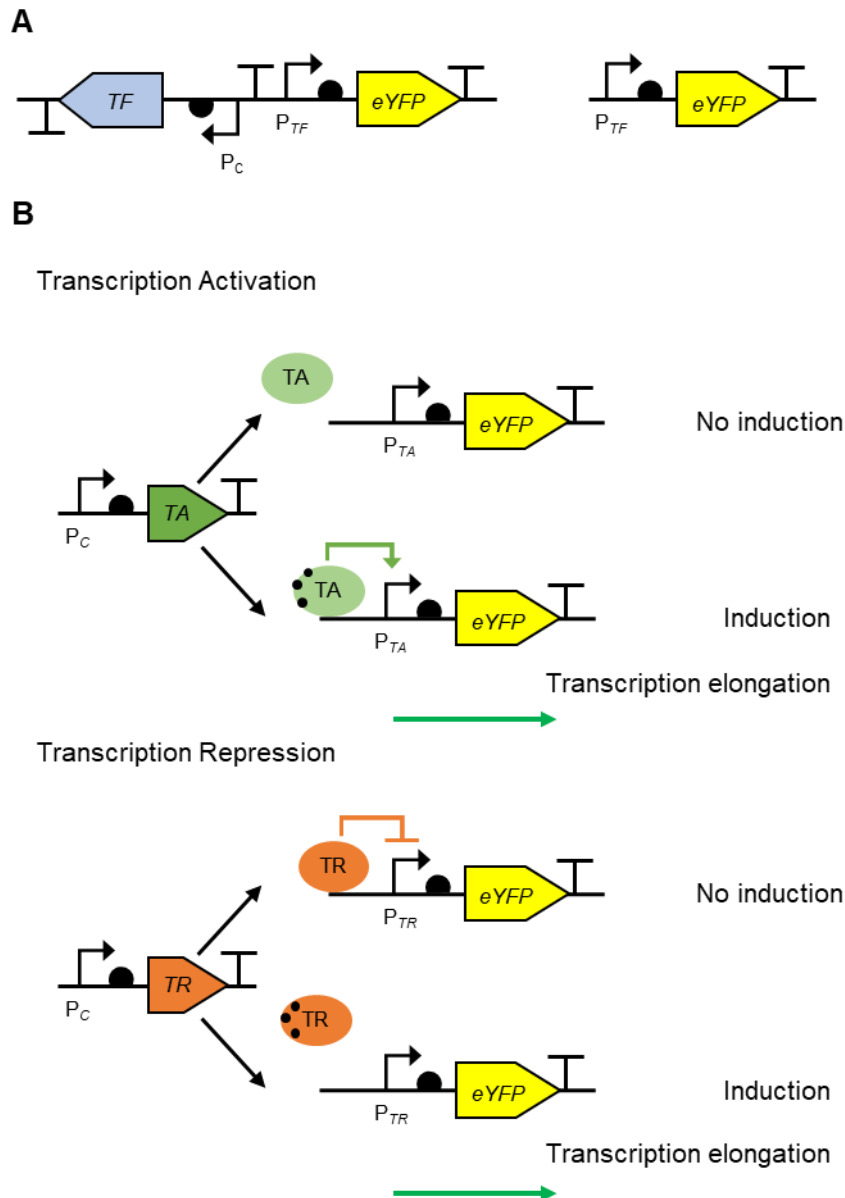 A
TF
eYFP
eYFP
P_TF
P_TF
P_C
B
Transcription Activation
TA
eYFP
No induction
P_TA
TA
P_C
TA
eYFP
Induction
P_TA
Transcription elongation
Transcription Repression
TR
eYFP
No induction
P_TR
TR
P_C
TR
eYFP
Induction
P_TR
Transcription elongation